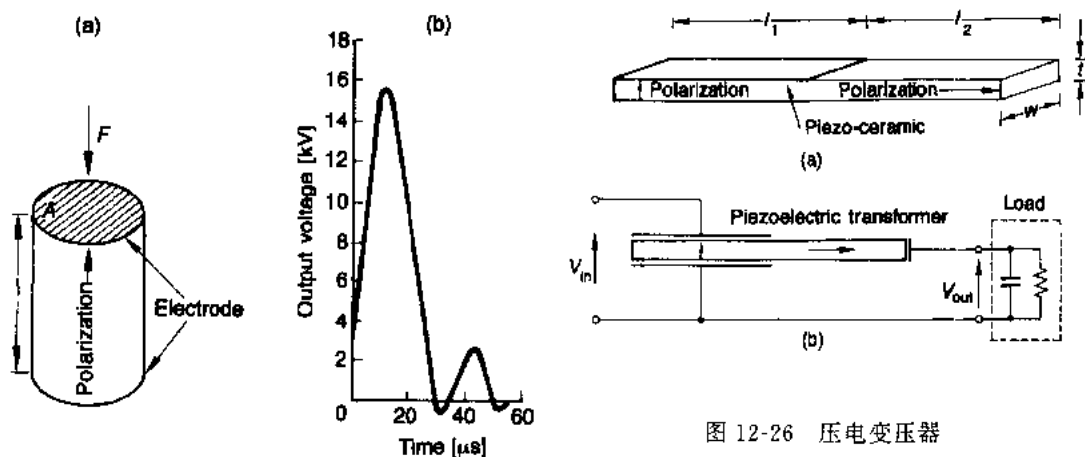 (a)
F
A
l
Polarization
Electrode
(b)
Output voltage [kV]
18
16
14
12
10
8
6
4
2
0
20
40
60
Time [μs]
l₁
l₂
t
w
Polarization
Polarization
Piezo-ceramic
(a)
Piezoelectric transformer
Load
Vin
Vout
(b)
图 12-26 压电变压器